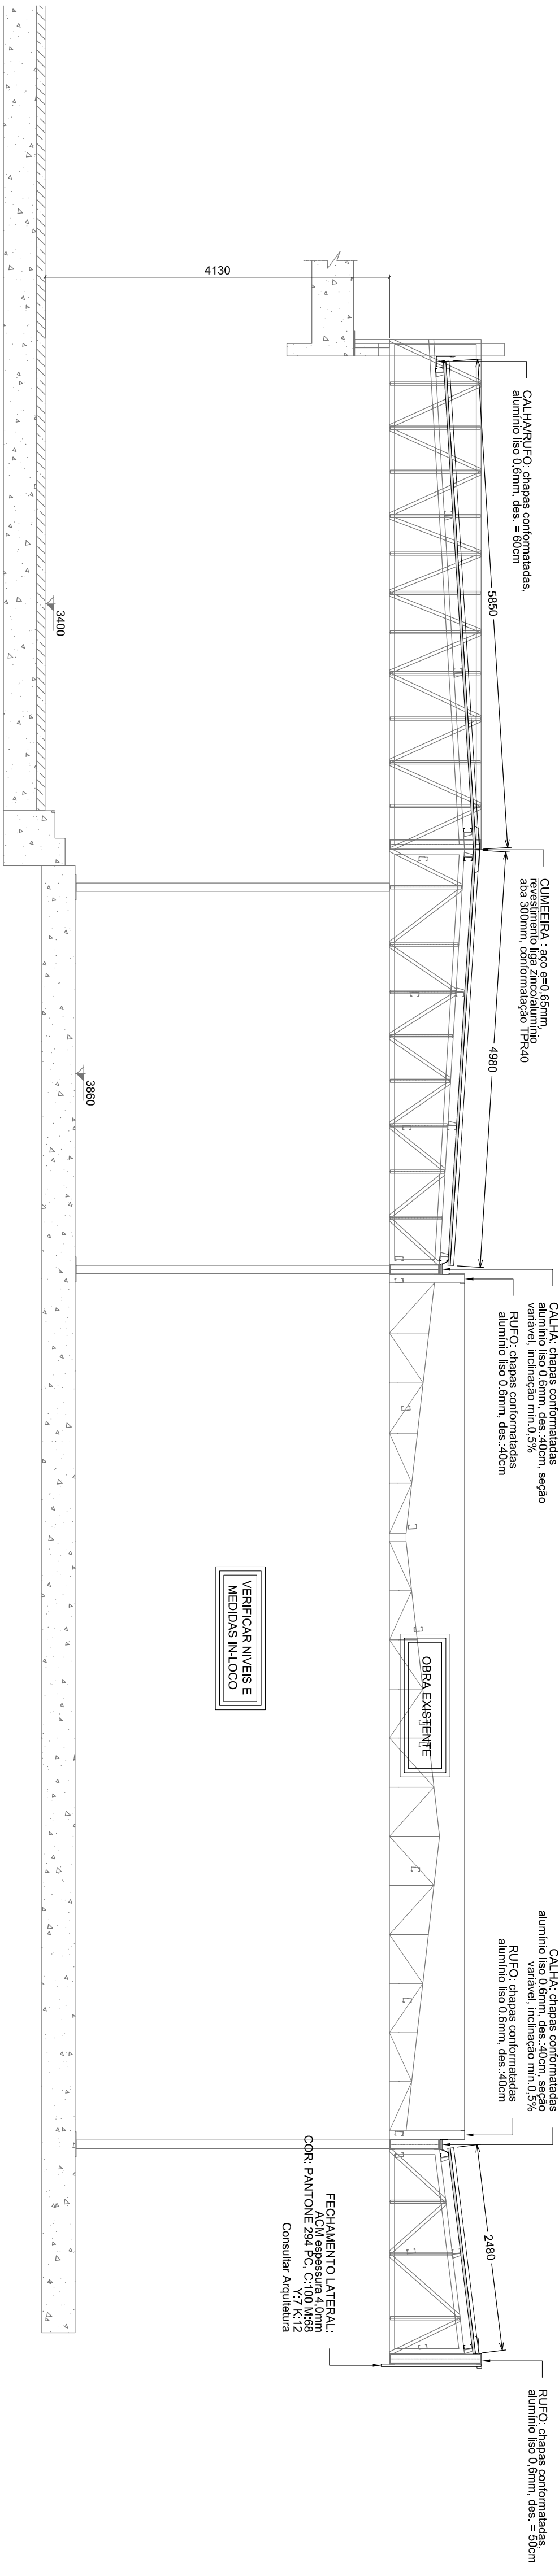 CALHA/RUFO: chapas conformatadas,
alumínio liso 0,6mm, des. = 60cm
CUMEEIRA : aço e=0,65mm,
revestimento liga zinco/alumínio
aba 300mm, conformatação TPR40
CALHA: chapas conformatadas
alumínio liso 0.6mm, des.:40cm, seção
variável, inclinação mín.0,5%
RUFO: chapas conformatadas
alumínio liso 0.6mm, des.:40cm
CALHA: chapas conformatadas
alumínio liso 0.6mm, des.:40cm, seção
variável, inclinação mín.0,5%
RUFO: chapas conformatadas
alumínio liso 0.6mm, des.:40cm
RUFO: chapas conformatadas,
alumínio liso 0,6mm, des. = 50cm
5850
4980
2480
4130
OBRA EXISTENTE
VERIFICAR NIVEIS E
MEDIDAS IN-LOCO
FECHAMENTO LATERAL:
ACM espessura 4,0mm
COR: PANTONE 294 PC, C:100 M:68
Y:7 K:12
Consultar Arquitetura
3400
3860